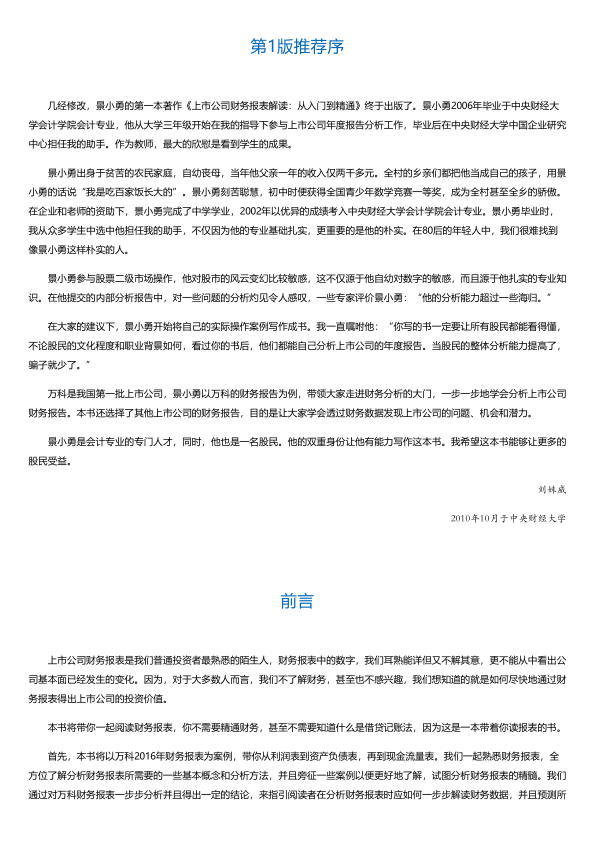 第1版推荐序
几经修改，景小勇的第一本著作《上市公司财务报表解读：从入门到精通》终于出版了。景小勇2006年毕业于中央财经大
学会计学院会计专业，他从大学三年级开始在我的指导下参与上市公司年度报告分析工作，毕业后在中央财经大学中国企业研究
中心担任我的助手。作为教师，最大的欣慰是看到学生的成果。
景小勇出身于贫苦的农民家庭，自幼丧母，当年他父亲一年的收入仅两千多元。全村的乡亲们都把他当成自己的孩子，用景
小勇的话说“我是吃百家饭长大的”。景小勇刻苦聪慧，初中时便获得全国青少年数学竞赛一等奖，成为全村甚至全乡的骄傲。
在企业和老师的资助下，景小勇完成了中学学业，2002年以优异的成绩考入中央财经大学会计学院会计专业。景小勇毕业时，
我从众多学生中选中他担任我的助手，不仅因为他的专业基础扎实，更重要的是他的朴实。在80后的年轻人中，我们很难找到
像景小勇这样朴实的人。
景小勇参与股票二级市场操作，他对股市的风云变幻比较敏感，这不仅源于他自幼对数字的敏感，而且源于他扎实的专业知
识。在他提交的内部分析报告中，对一些问题的分析灼见令人感叹，一些专家评价景小勇：“他的分析能力超过一些海归。”
在大家的建议下，景小勇开始将自己的实际操作案例写作成书。我一直嘱咐他：“你写的书一定要让所有股民都能看得懂，
不论股民的文化程度和职业背景如何，看过你的书后，他们都能自己分析上市公司的年度报告。当股民的整体分析能力提高了，
骗子就少了。”
万科是我国第一批上市公司，景小勇以万科的财务报告为例，带领大家走进财务分析的大门，一步一步地学会分析上市公司
财务报告。本书还选择了其他上市公司的财务报告，目的是让大家学会透过财务数据发现上市公司的问题、机会和潜力。
景小勇是会计专业的专门人才，同时，他也是一名股民。他的双重身份让他有能力写作这本书。我希望这本书能够让更多的
股民受益。
刘姝威
2010年10月于中央财经大学
前言
上市公司财务报表是我们普通投资者最熟悉的陌生人，财务报表中的数字，我们耳熟能详但又不解其意，更不能从中看出公
司基本面已经发生的变化。因为，对于大多数人而言，我们不了解财务，甚至也不感兴趣，我们想知道的就是如何尽快地通过财
务报表得出上市公司的投资价值。
本书将带你一起阅读财务报表，你不需要精通财务，甚至不需要知道什么是借贷记账法，因为这是一本带着你读报表的书。
首先，本书将以万科2016年财务报表为案例，带你从利润表到资产负债表，再到现金流量表。我们一起熟悉财务报表，全
方位了解分析财务报表所需要的一些基本概念和分析方法，并且旁征一些案例以便更好地了解，试图分析财务报表的精髓。我们
通过对万科财务报表一步步分析并且得出一定的结论，来指引阅读者在分析财务报表时应如何一步步解读财务数据，并且预测所